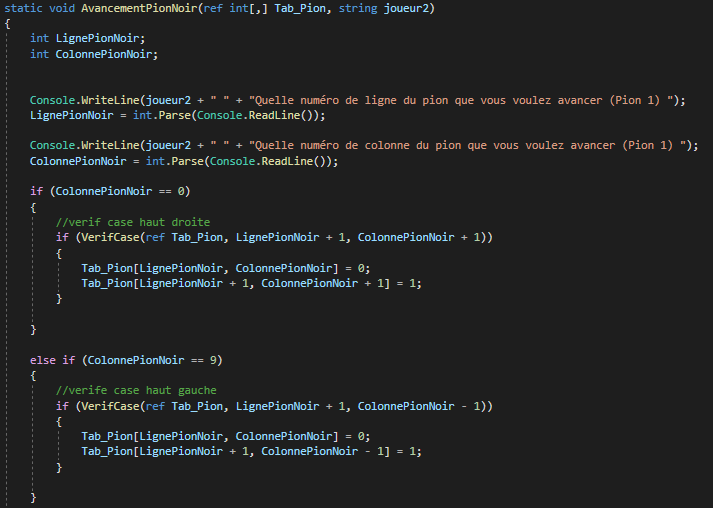 static void AvancementPionNoir(ref int[,] Tab_Pion, string joueur2)
{
int LignePionNoir;
int ColonnePionNoir;
Console.WriteLine(joueur2 + " " + "Quelle numéro de ligne du pion que vous voulez avancer (Pion 1) ");
LignePionNoir = int.Parse(Console.ReadLine());
Console.WriteLine(joueur2 + " " + "Quelle numéro de colonne du pion que vous voulez avancer (Pion 1) ");
ColonnePionNoir = int.Parse(Console.ReadLine());
if (ColonnePionNoir == 0)
{
//verif case haut droite
if (VerifCase(ref Tab_Pion, LignePionNoir + 1, ColonnePionNoir + 1))
{
Tab_Pion[LignePionNoir, ColonnePionNoir] = 0;
Tab_Pion[LignePionNoir + 1, ColonnePionNoir + 1] = 1;
}
}
else if (ColonnePionNoir == 9)
{
//verife case haut gauche
if (VerifCase(ref Tab_Pion, LignePionNoir + 1, ColonnePionNoir - 1))
{
Tab_Pion[LignePionNoir, ColonnePionNoir] = 0;
Tab_Pion[LignePionNoir + 1, ColonnePionNoir - 1] = 1;
}
}